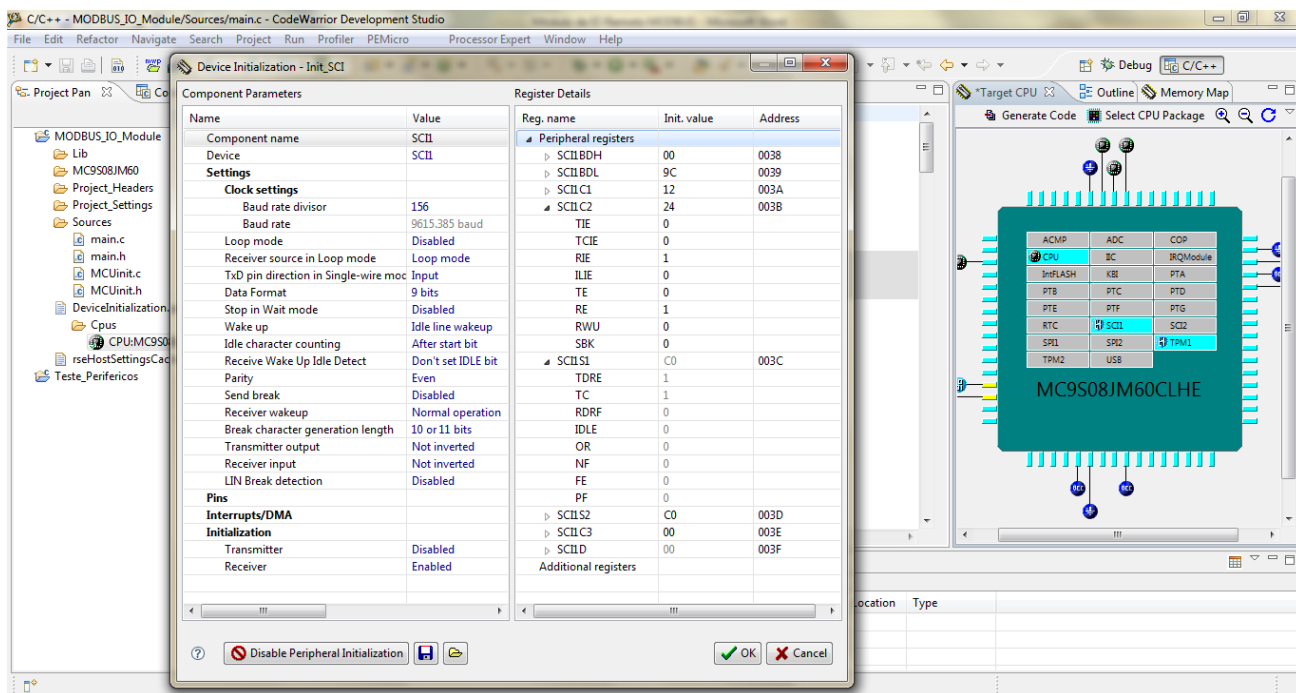 C/C++ - MODBUS_IO_Module/Sources/main.c - CodeWarrior Development Studio
File Edit Refactor Navigate Search Project Run Profiler PEMicro Processor Expert Window Help
Debug C/C++
Project Pan Co
MODBUS_IO_Module
Lib
MC9S08JM60
Project_Headers
Project_Settings
Sources
main.c
main.h
MCUinit.c
MCUinit.h
DeviceInitialization.
Cpus
CPU:MC9S08
rseHostSettingsCac
Teste_Perifericos
Device Initialization - Init_SCI
Component Parameters
Name Value
Component name SCI1
Device SCI1
Settings
Clock settings
Baud rate divisor 156
Baud rate 9615.385 baud
Loop mode Disabled
Receiver source in Loop mode Loop mode
TxD pin direction in Single-wire moc Input
Data Format 9 bits
Stop in Wait mode Disabled
Wake up Idle line wakeup
Idle character counting After start bit
Receive Wake Up Idle Detect Don't set IDLE bit
Parity Even
Send break Disabled
Receiver wakeup Normal operation
Break character generation length 10 or 11 bits
Transmitter output Not inverted
Receiver input Not inverted
LIN Break detection Disabled
Pins
Interrupts/DMA
Initialization
Transmitter Disabled
Receiver Enabled
Register Details
Reg. name Init. value Address
Peripheral registers
SCI1BDH 00 0038
SCI1BDL 9C 0039
SCI1C1 12 003A
SCI1C2 24 003B
TIE 0
TCIE 0
RIE 1
ILIE 0
TE 0
RE 1
RWU 0
SBK 0
SCI1S1 C0 003C
TDRE 1
TC 1
RDRF 0
IDLE 0
OR 0
NF 0
FE 0
PF 0
SCI1S2 C0 003D
SCI1C3 00 003E
SCI1D 00 003F
Additional registers
Disable Peripheral Initialization
OK Cancel
*Target CPU Outline Memory Map
Generate Code Select CPU Package
ACMP ADC COP
CPU IIC IRQModule
IntFLASH KBI PTA
PTB PTC PTD
PTE PTF PTG
RTC SCI1 SCI2
SPI1 SPI2 TPM1
TPM2 USB
MC9S08JM60CLHE
Location Type